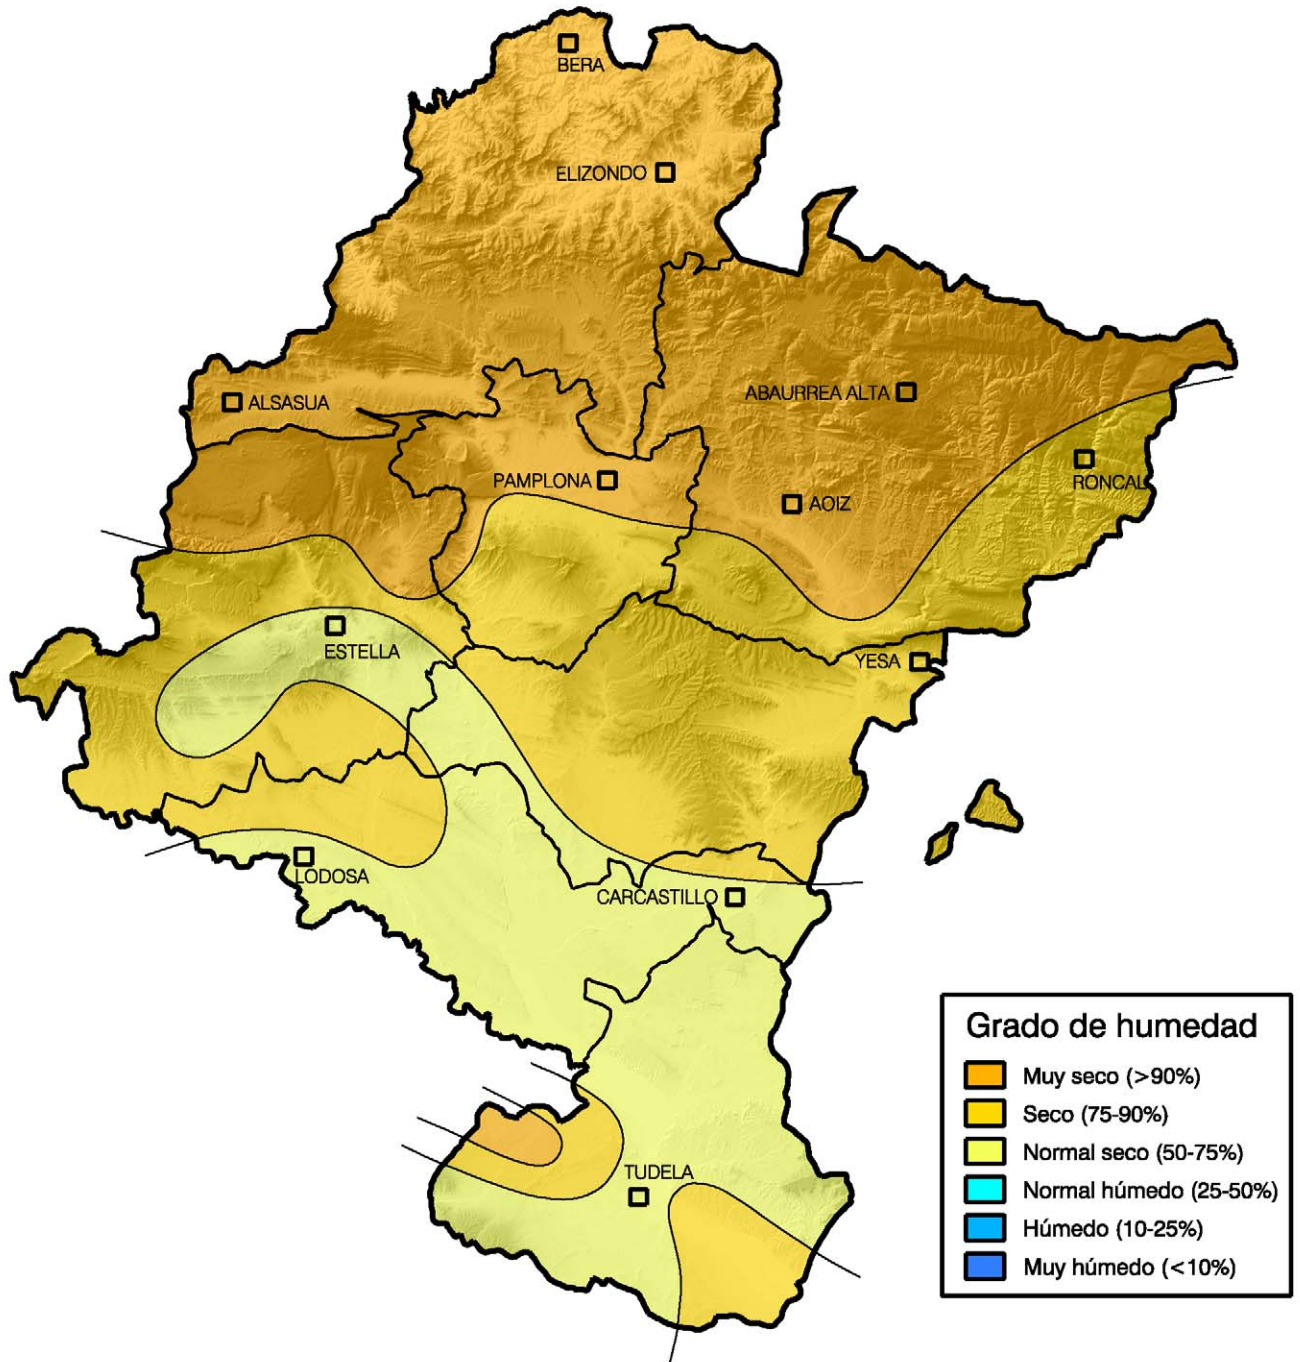 BERA
ELIZONDO
ABAURREA ALTA
ALSASUA
RONCAL
PAMPLONA
AOIZ
ESTELLA
YESA
LODOSA
CARCASTILLO
TUDELA
Grado de humedad
Muy seco (>90%)
Seco (75-90%)
Normal seco (50-75%)
Normal húmedo (25-50%)
Húmedo (10-25%)
Muy húmedo (<10%)